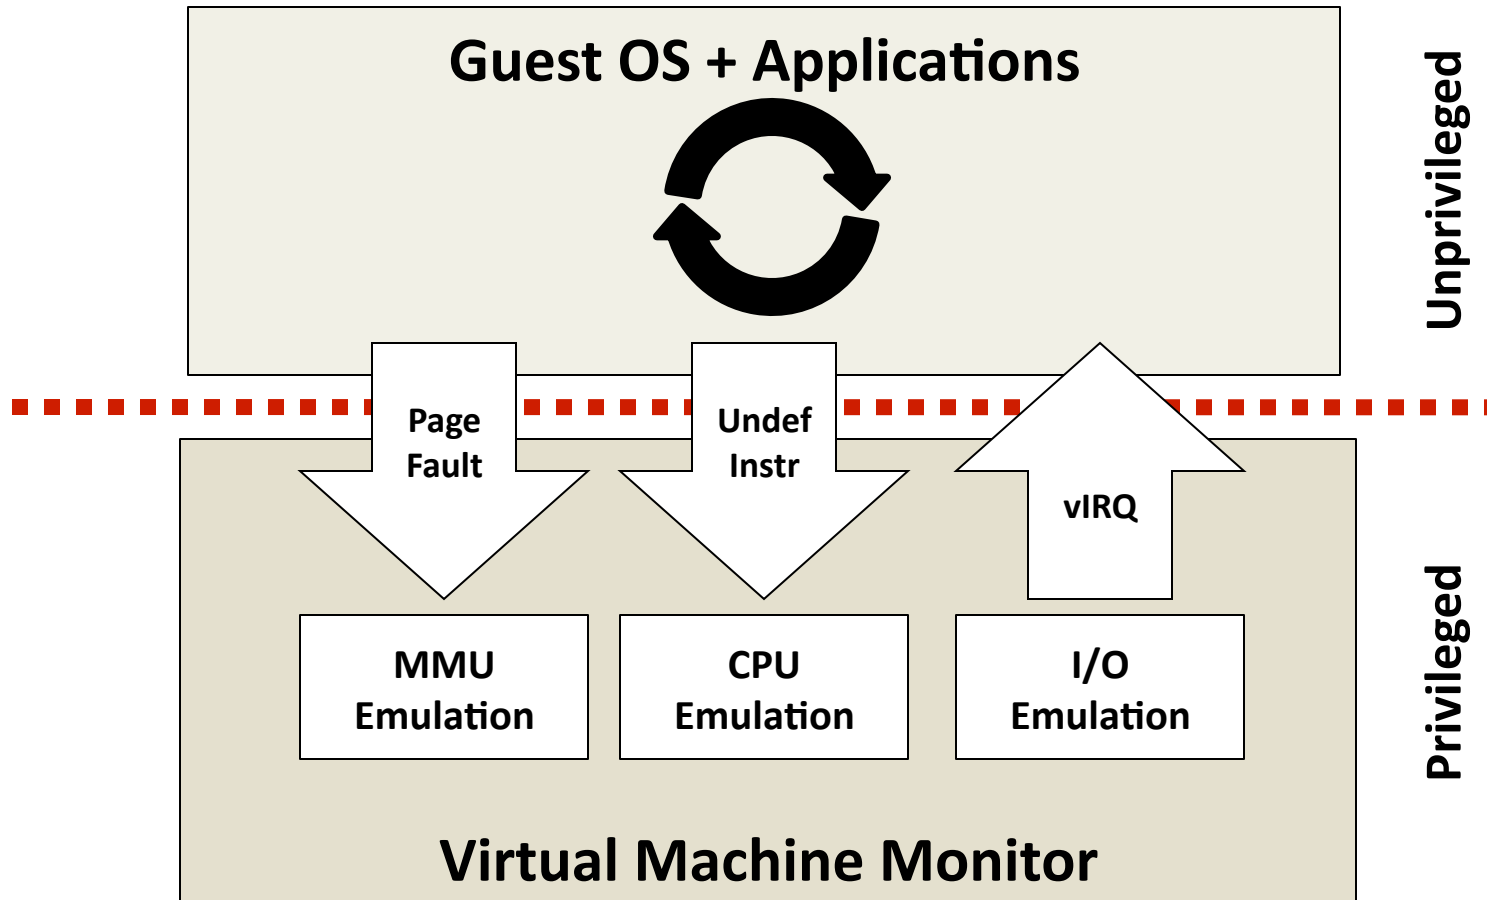 Guest OS + Applications
Unprivileged
Page
Fault
Undef
Instr
vIRQ
MMU
Emulation
CPU
Emulation
I/O
Emulation
Privileged
Virtual Machine Monitor